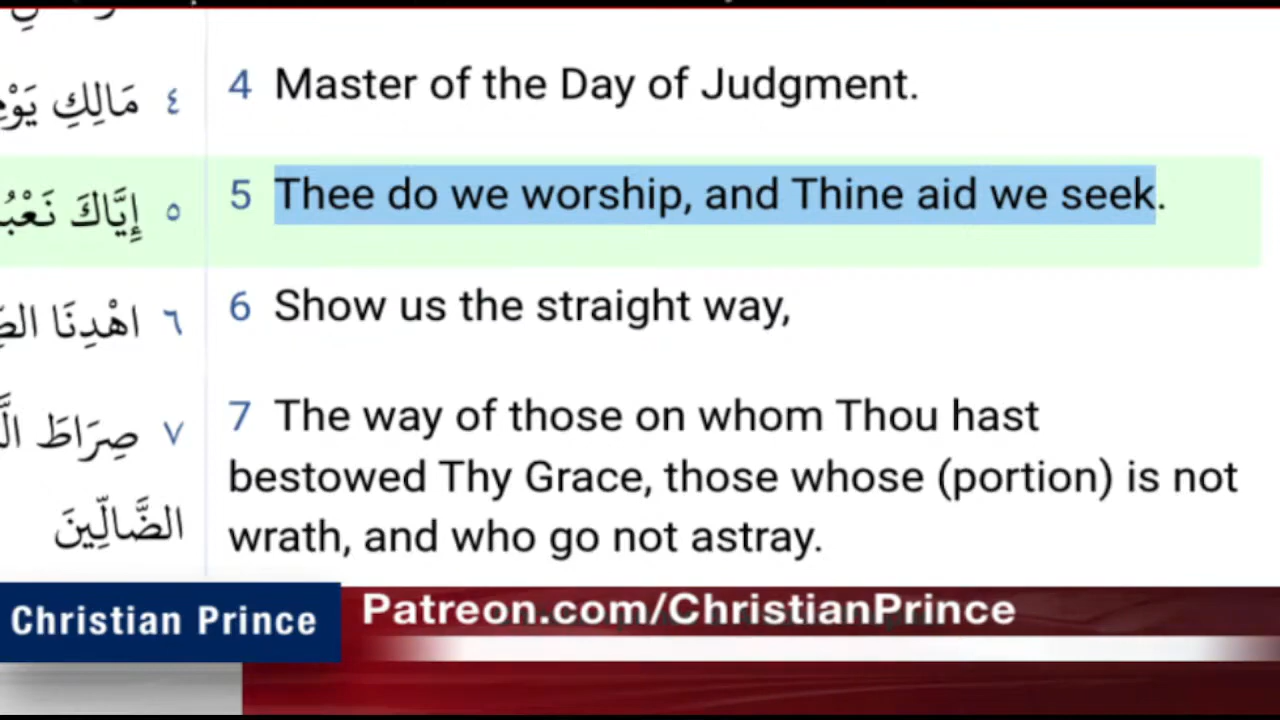 ٤ مَالِكِ يَوْمِ
4 Master of the Day of Judgment.
٥ إِيَّاكَ
5 Thee do we worship, and Thine aid we seek.
٦ اهْدِنَا
6 Show us the straight way,
٧ صِرَاطَ
7 The way of those on whom Thou hast
bestowed Thy Grace, those whose (portion) is not
الضَّالِّينَ
wrath, and who go not astray.
Christian Prince
Patreon.com/ChristianPrince